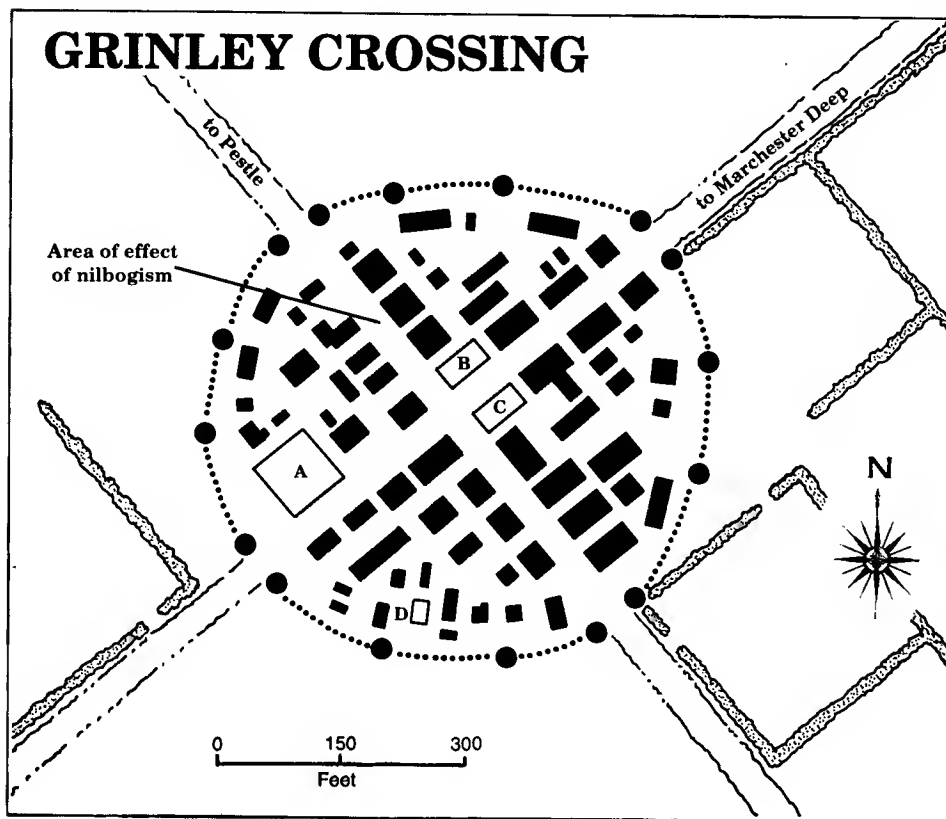 GRINLEY CROSSING
to Pestle
to Marchester Deep
Area of effect
of nilbogism
B
C
A
N
D
0 150 300
Feet